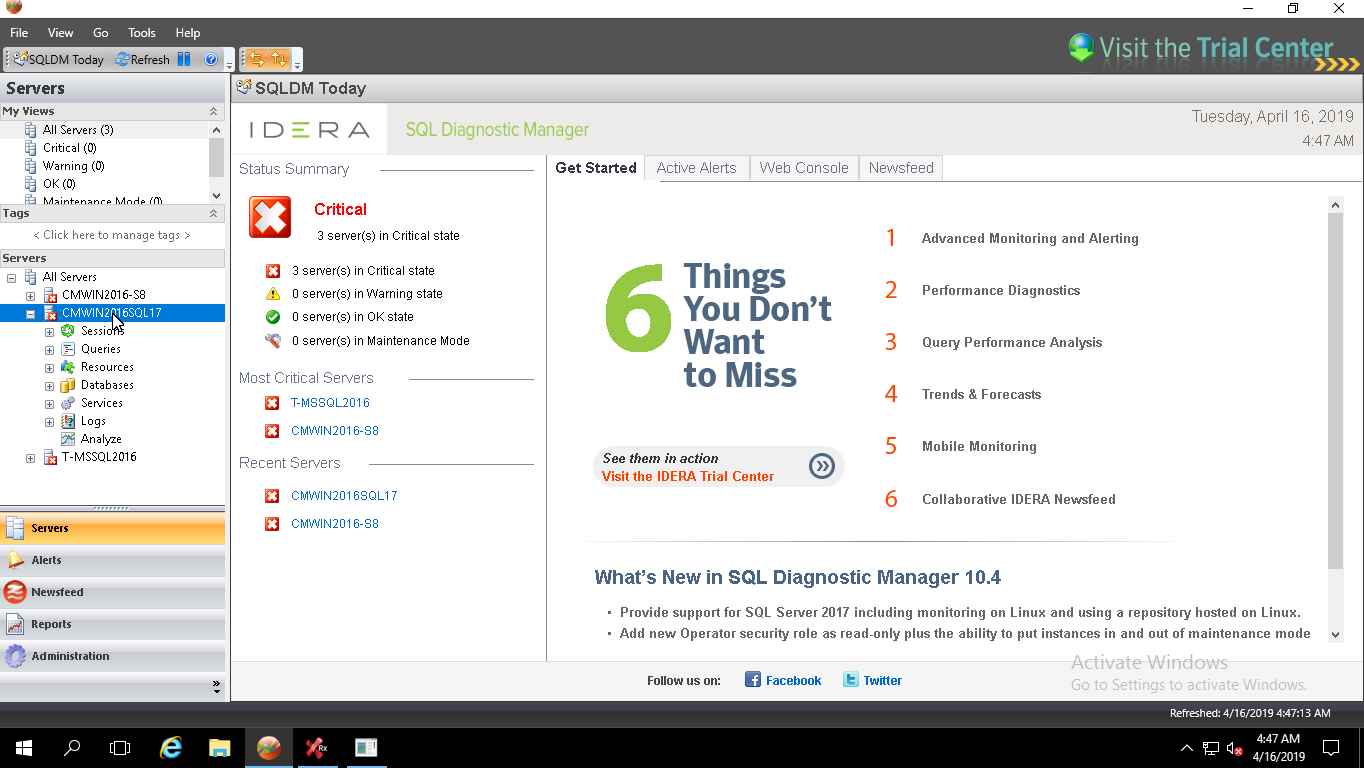 File View Go Tools Help
SQLDM Today Refresh
Visit the Trial Center
Servers
My Views
All Servers (3)
Critical (0)
Warning (0)
OK (0)
Maintenance Mode (0)
Tags
< Click here to manage tags >
Servers
All Servers
CMWIN2016-S8
CMWIN2016SQL17
Sessions
Queries
Resources
Databases
Services
Logs
Analyze
T-MSSQL2016
Servers
Alerts
Newsfeed
Reports
Administration
SQLDM Today
IDERA SQL Diagnostic Manager
Tuesday, April 16, 2019
4:47 AM
Status Summary
Critical
3 server(s) in Critical state
3 server(s) in Critical state
0 server(s) in Warning state
0 server(s) in OK state
0 server(s) in Maintenance Mode
Most Critical Servers
T-MSSQL2016
CMWIN2016-S8
Recent Servers
CMWIN2016SQL17
CMWIN2016-S8
Get Started Active Alerts Web Console Newsfeed
6 Things
You Don't
Want
to Miss
See them in action
Visit the IDERA Trial Center
1 Advanced Monitoring and Alerting
2 Performance Diagnostics
3 Query Performance Analysis
4 Trends & Forecasts
5 Mobile Monitoring
6 Collaborative IDERA Newsfeed
What's New in SQL Diagnostic Manager 10.4
• Provide support for SQL Server 2017 including monitoring on Linux and using a repository hosted on Linux.
• Add new Operator security role as read-only plus the ability to put instances in and out of maintenance mode
Activate Windows
Go to Settings to activate Windows.
Follow us on: Facebook Twitter
Refreshed: 4/16/2019 4:47:13 AM
Rx
4:47 AM
4/16/2019